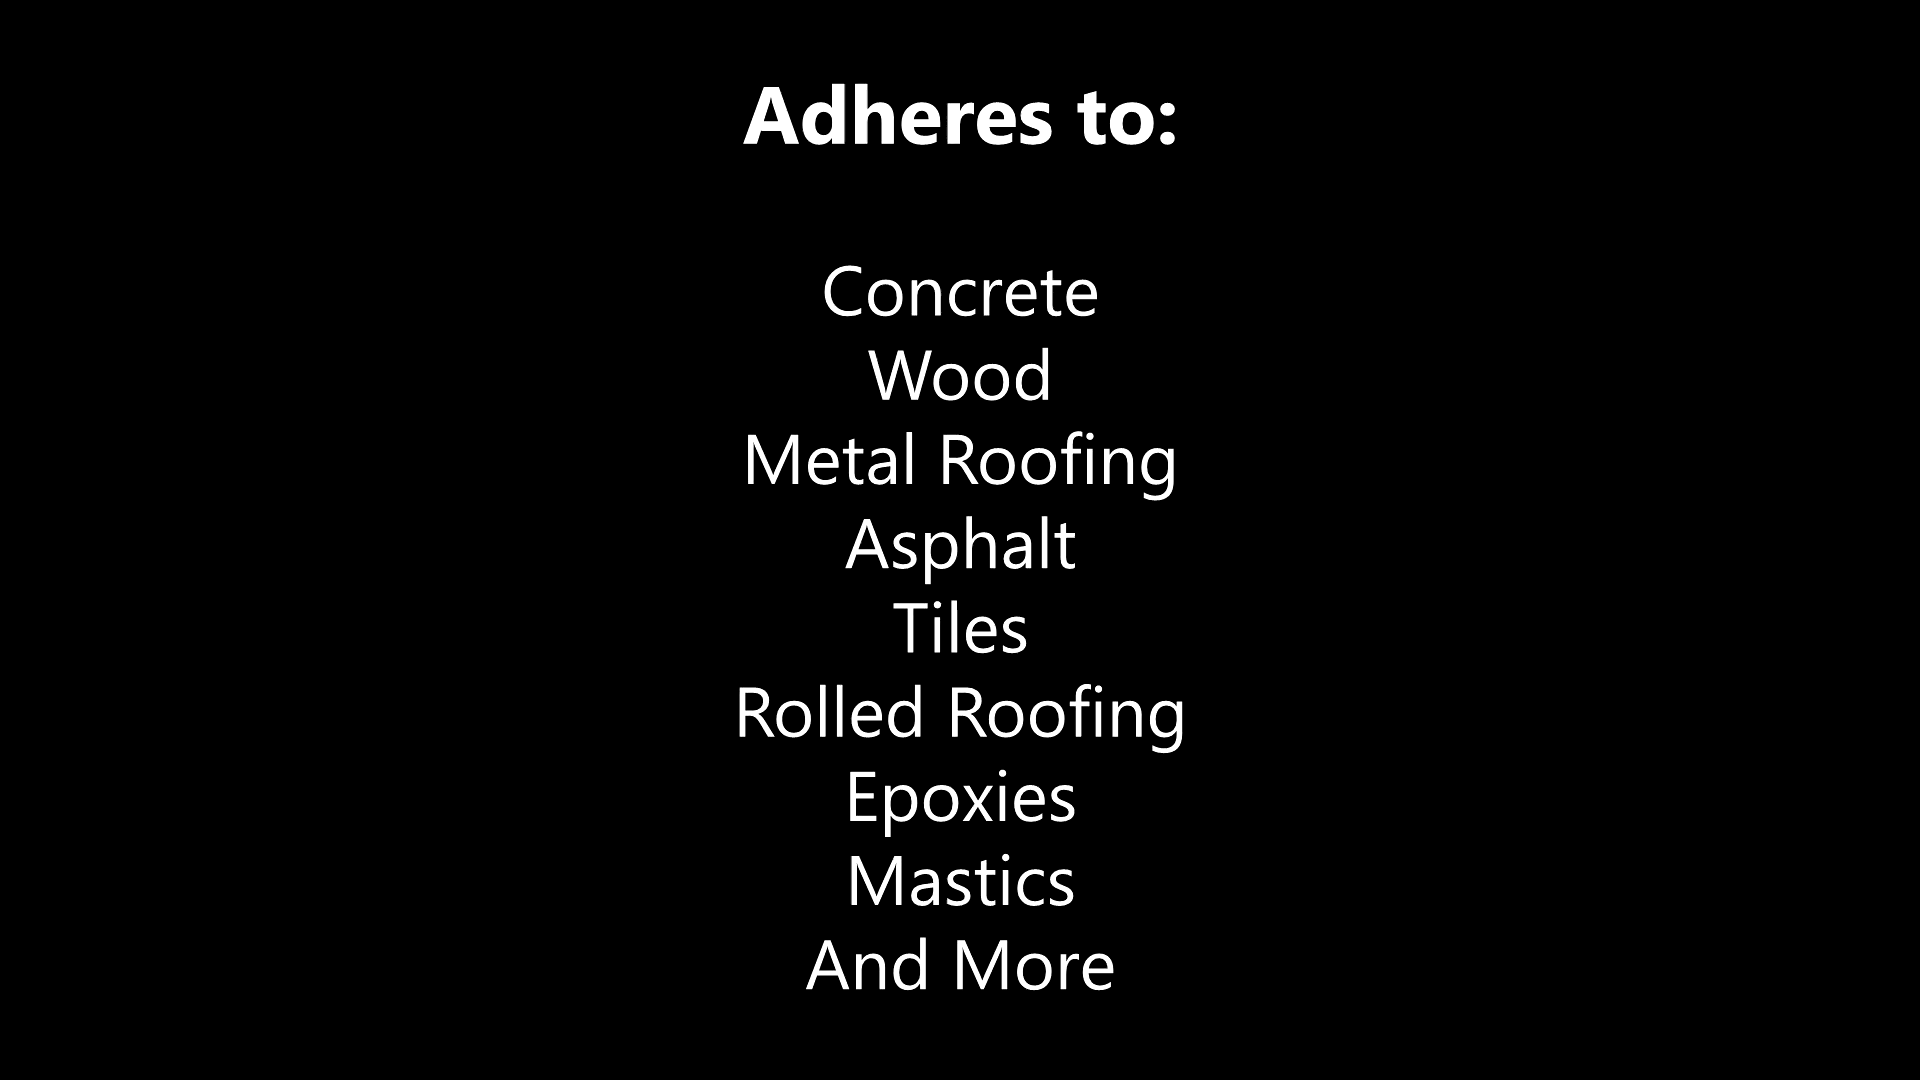 Adheres to:
Concrete
Wood
Metal Roofing
Asphalt
Tiles
Rolled Roofing
Epoxies
Mastics
And More